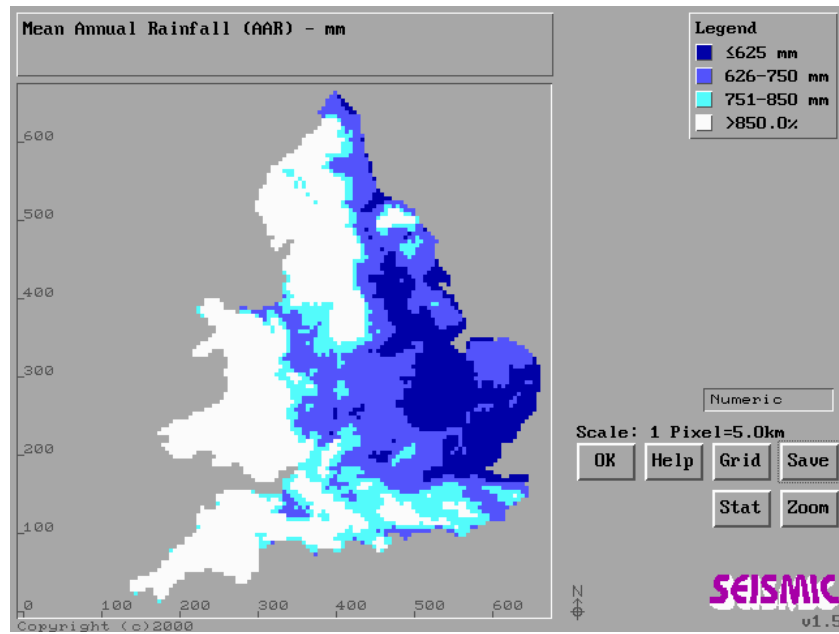 Mean Annual Rainfall (AAR) - mm
Legend
≤625 mm
626-750 mm
751-850 mm
>850.0%
600
500
400
300
200
100
0 100 200 300 400 500 600
Numeric
Scale: 1 Pixel=5.0km
OK Help Grid Save
Stat Zoom
N
SEISMIC
Copyright (c)2000